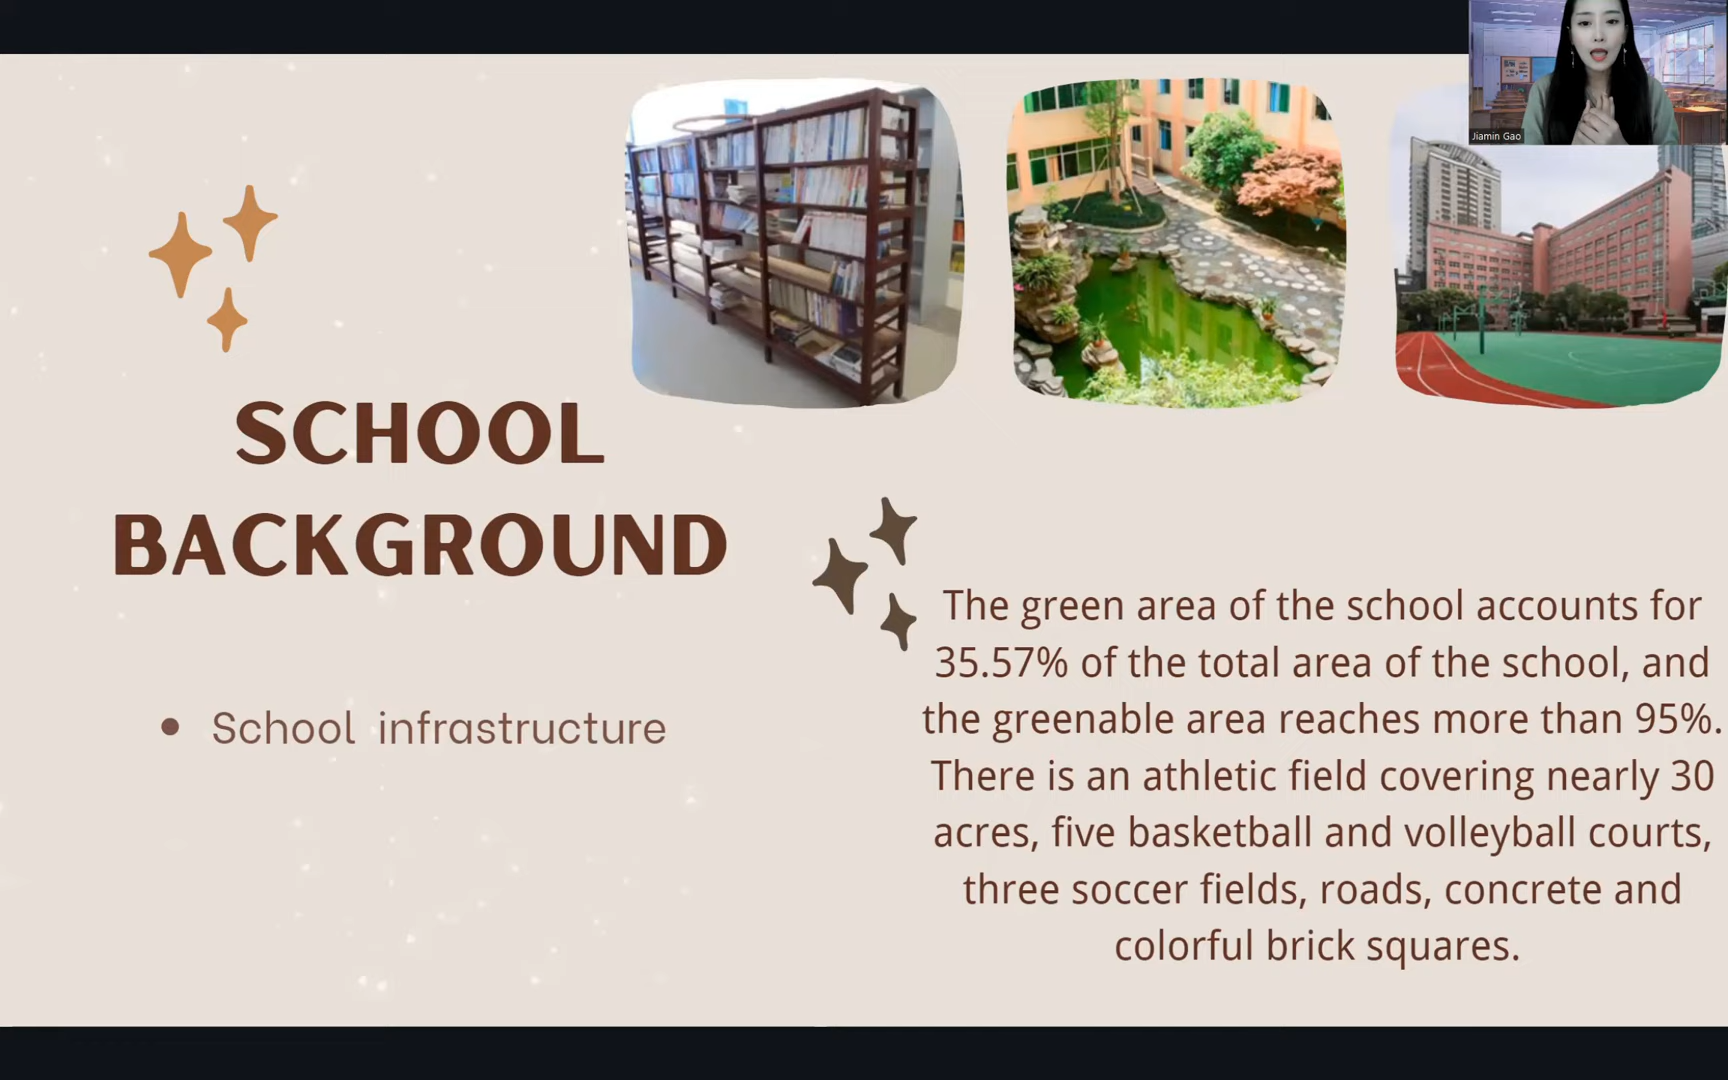 Jiamin Gao
SCHOOL
BACKGROUND
• School infrastructure
The green area of the school accounts for
35.57% of the total area of the school, and
the greenable area reaches more than 95%.
There is an athletic field covering nearly 30
acres, five basketball and volleyball courts,
three soccer fields, roads, concrete and
colorful brick squares.